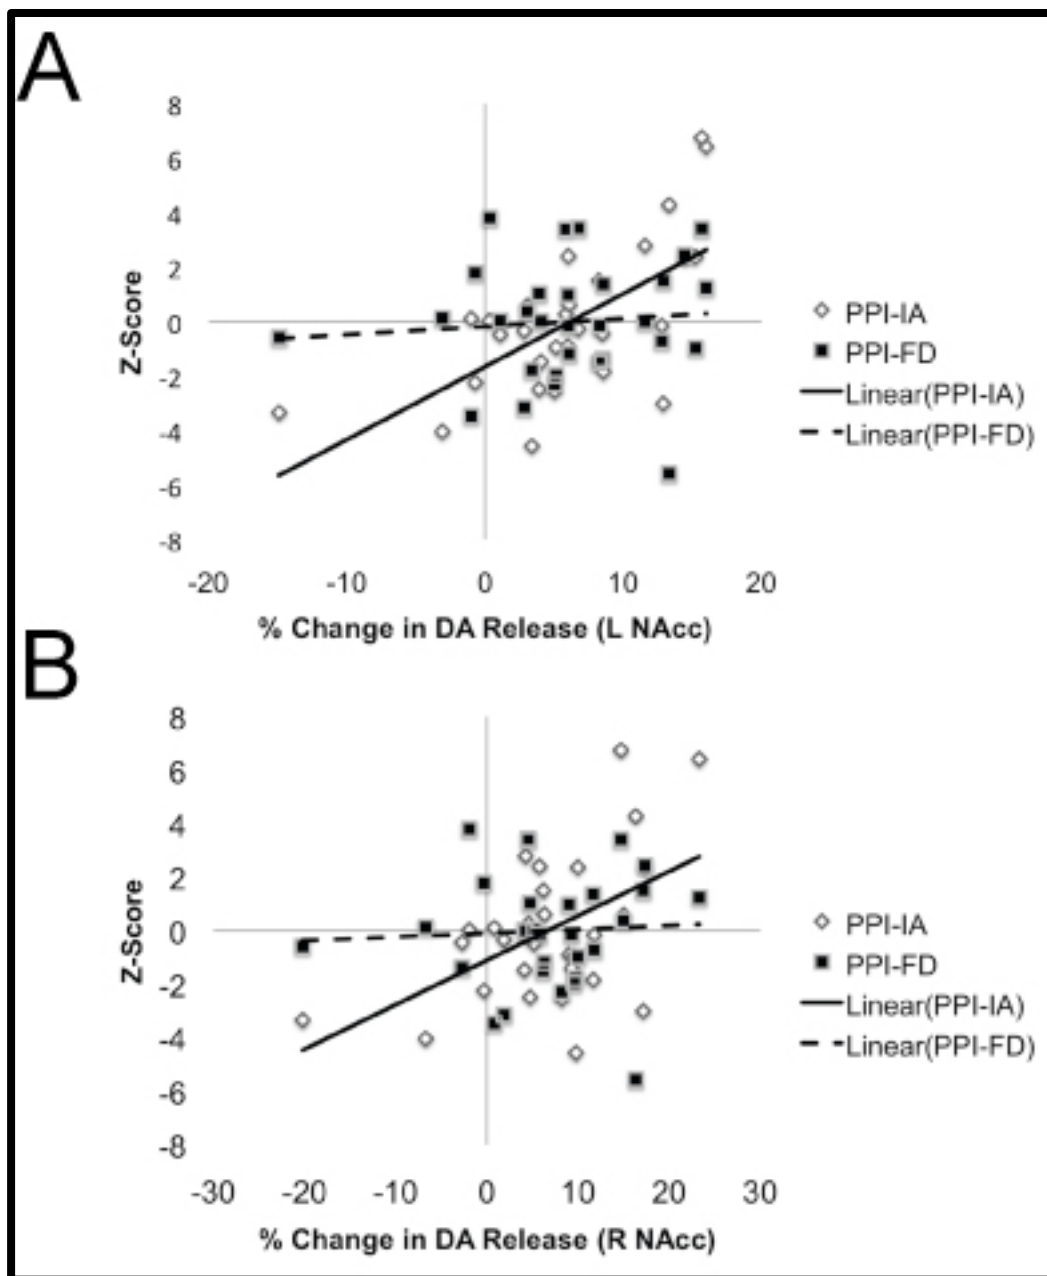 A
8
6
4
2
0
-2
-4
-6
-8
Z-Score
-20 -10 0 10 20
% Change in DA Release (L NAcc)
PPI-IA
PPI-FD
Linear(PPI-IA)
Linear(PPI-FD)
B
8
6
4
2
0
-2
-4
-6
-8
Z-Score
-30 -20 -10 0 10 20 30
% Change in DA Release (R NAcc)
PPI-IA
PPI-FD
Linear(PPI-IA)
Linear(PPI-FD)